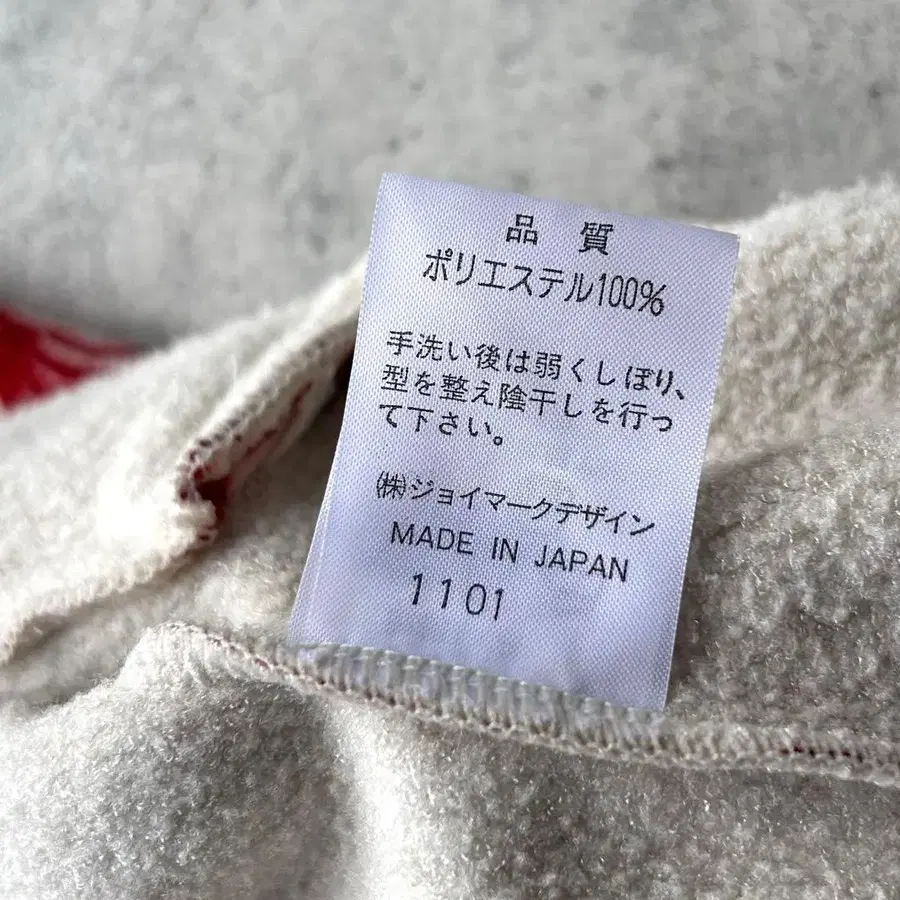 品 質
ポリエステル100%
手洗い後は弱くしぼり、
型を整え陰干しを行っ
て下さい。
㈱ジョイマークデザイン
MADE IN JAPAN
1101